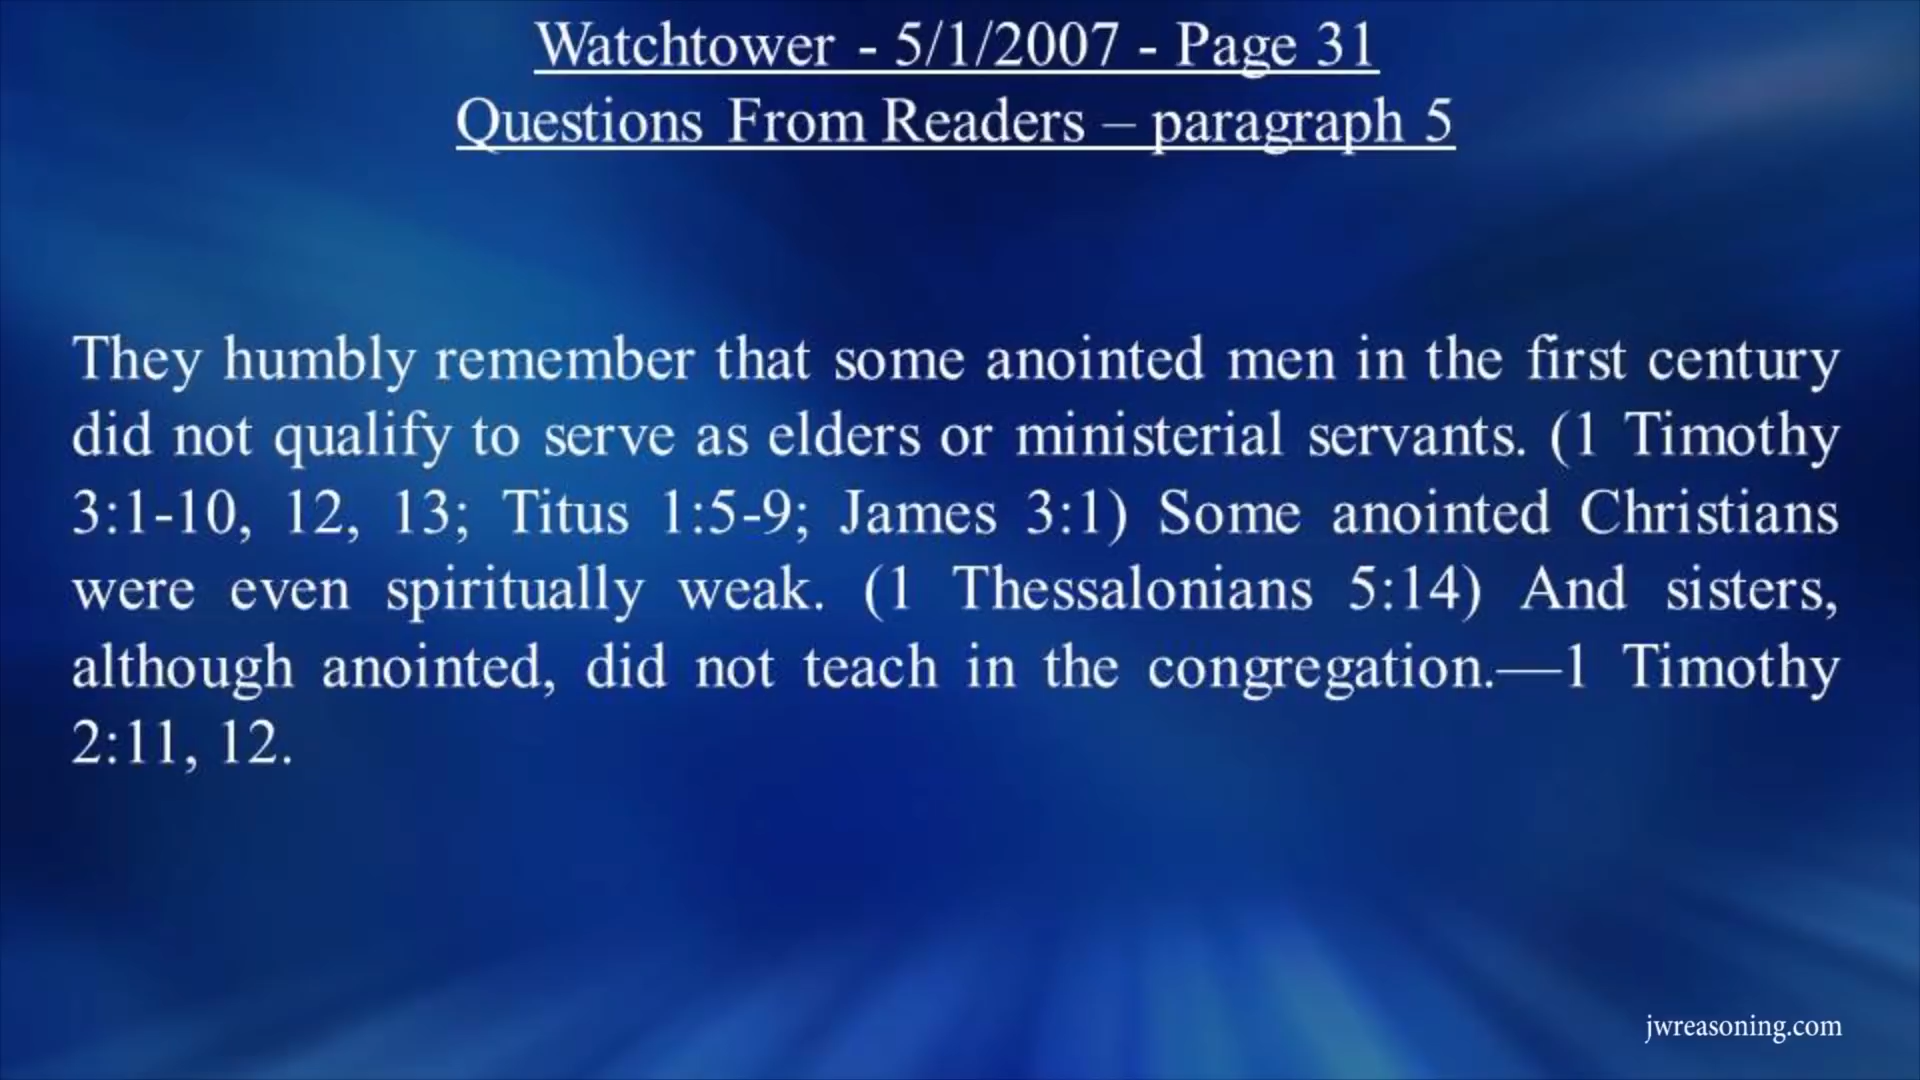 Watchtower - 5/1/2007 - Page 31
Questions From Readers – paragraph 5
They humbly remember that some anointed men in the first century
did not qualify to serve as elders or ministerial servants. (1 Timothy
3:1-10, 12, 13; Titus 1:5-9; James 3:1) Some anointed Christians
were even spiritually weak. (1 Thessalonians 5:14) And sisters,
although anointed, did not teach in the congregation.—1 Timothy
2:11, 12.
jwreasoning.com